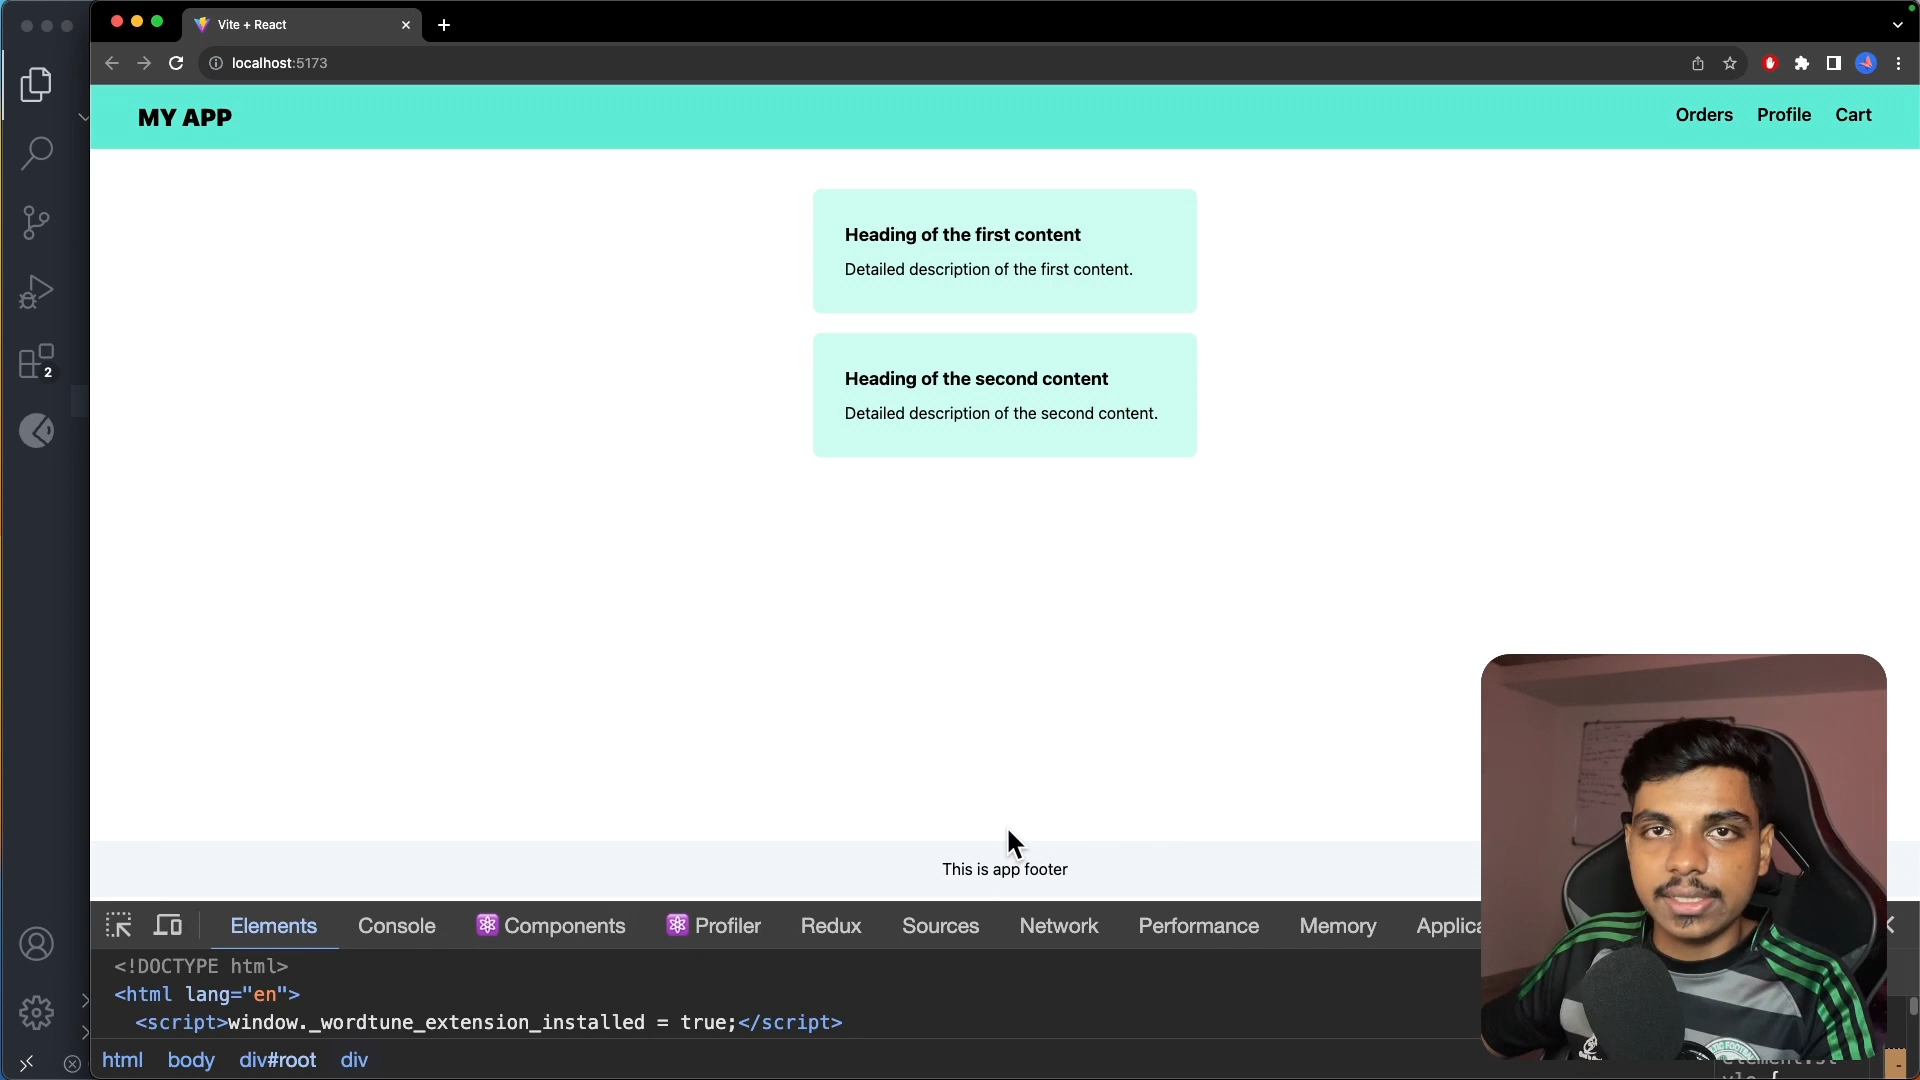 Vite + React
localhost:5173
MY APP
Orders
Profile
Cart
Heading of the first content
Detailed description of the first content.
Heading of the second content
Detailed description of the second content.
2
This is app footer
Elements
Console
Components
Profiler
Redux
Sources
Network
Performance
Memory
Applica
<!DOCTYPE html>
<html lang="en">
<script>window._wordtune_extension_installed = true;</script>
html
body
div#root
div